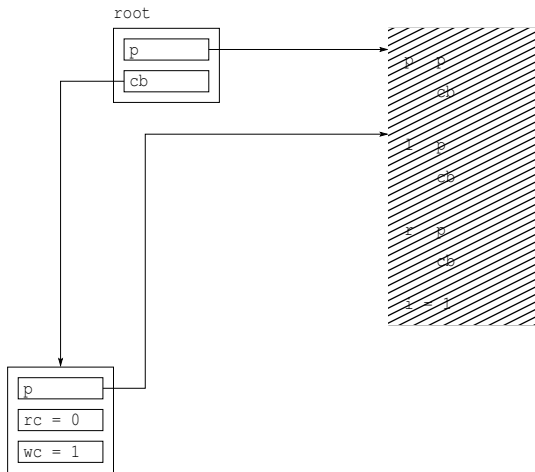 root
p
cb
p p
cb
l p
cb
r p
cb
i = 1
p
rc = 0
wc = 1